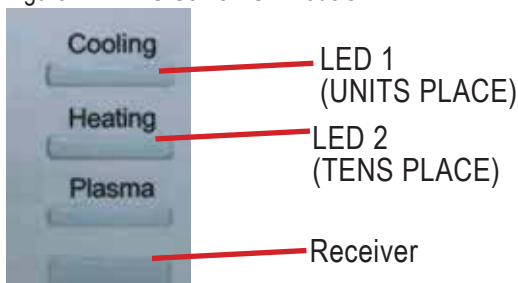 Cooling
LED 1
(UNITS PLACE)
Heating
LED 2
(TENS PLACE)
Plasma
Receiver